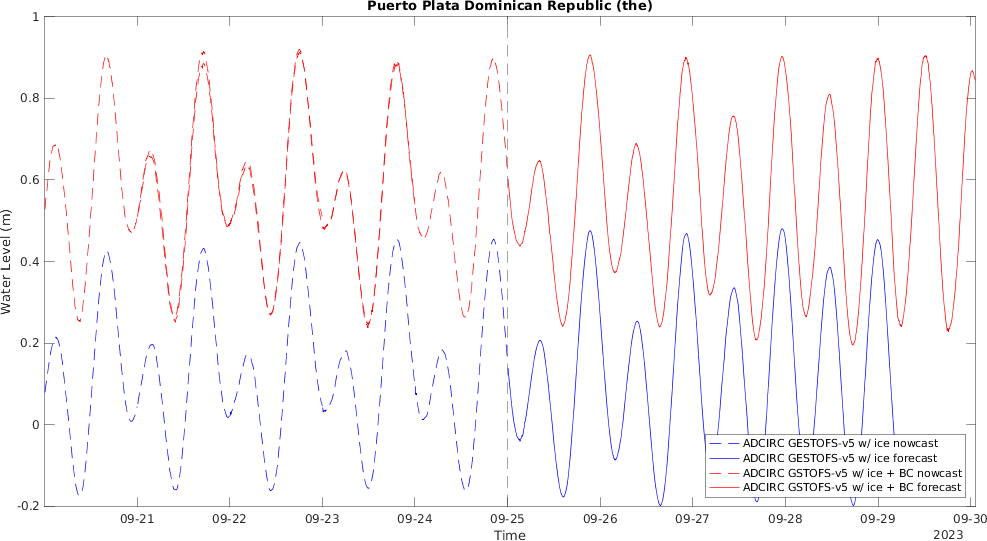 Puerto Plata Dominican Republic (the)
Water Level (m)
1
0.8
0.6
0.4
0.2
0
-0.2
09-21 09-22 09-23 09-24 09-25 09-26 09-27 09-28 09-29 09-30
Time
2023
ADCIRC GESTOFS-v5 w/ ice nowcast
ADCIRC GESTOFS-v5 w/ ice forecast
ADCIRC GSTOFS-v5 w/ ice + BC nowcast
ADCIRC GSTOFS-v5 w/ ice + BC forecast